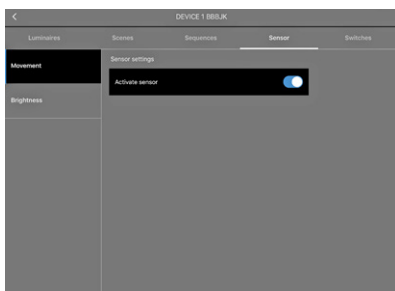 DEVICE 1 BB8JK
Luminaires Scenes Sequences Sensor Switches
Movement
Sensor settings
Activate sensor
Brightness